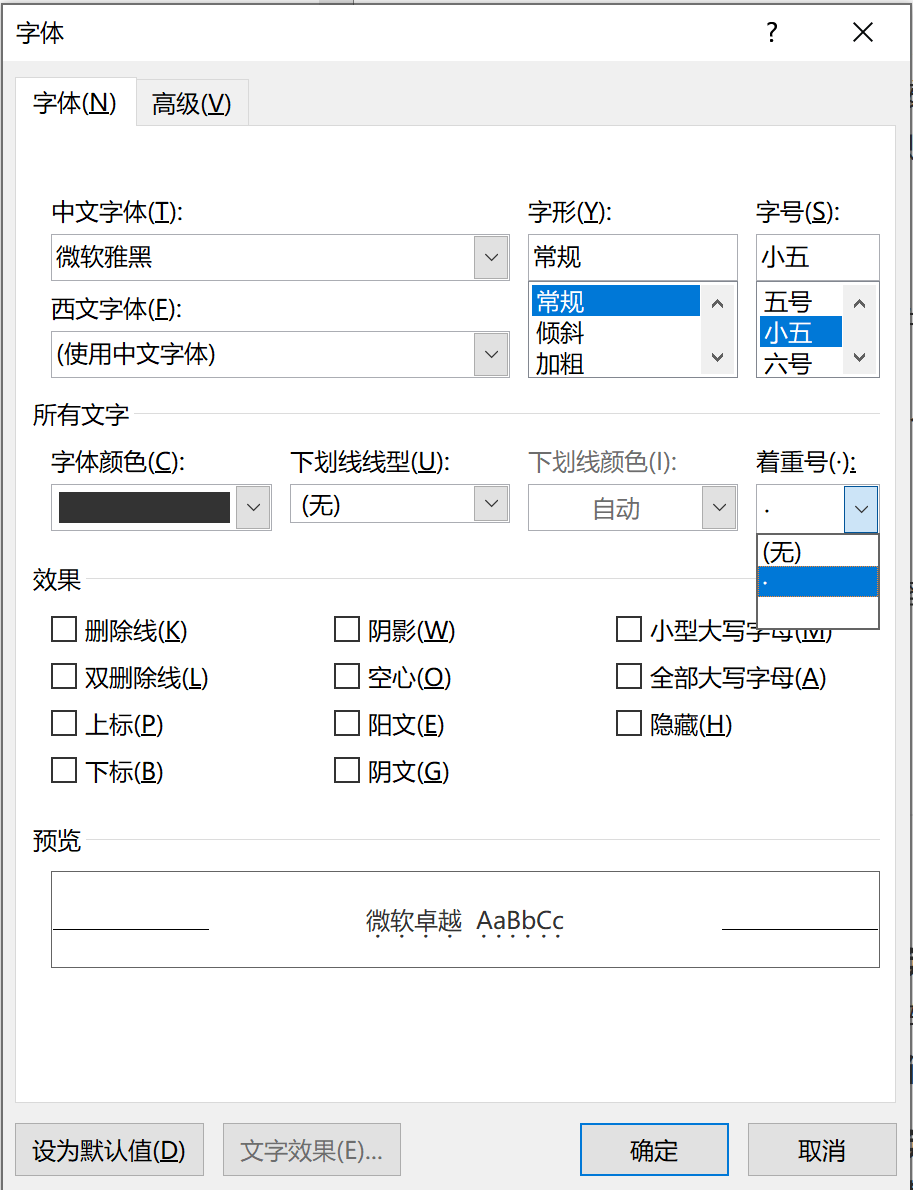 字体 ?
字体(N) 高级(V)
中文字体(T): 字形(Y): 字号(S):
微软雅黑 常规 小五
常规 五号
西文字体(F): 倾斜 小五
(使用中文字体) 加粗 六号
所有文字
字体颜色(C): 下划线线型(U): 下划线颜色(I): 着重号(·):
(无) 自动 ·
(无)
·
效果
删除线(K) 阴影(W) 小型大写字母(M)
双删除线(L) 空心(O) 全部大写字母(A)
上标(P) 阳文(E) 隐藏(H)
下标(B) 阴文(G)
预览
微软卓越 AaBbCc
设为默认值(D) 文字效果(E)... 确定 取消